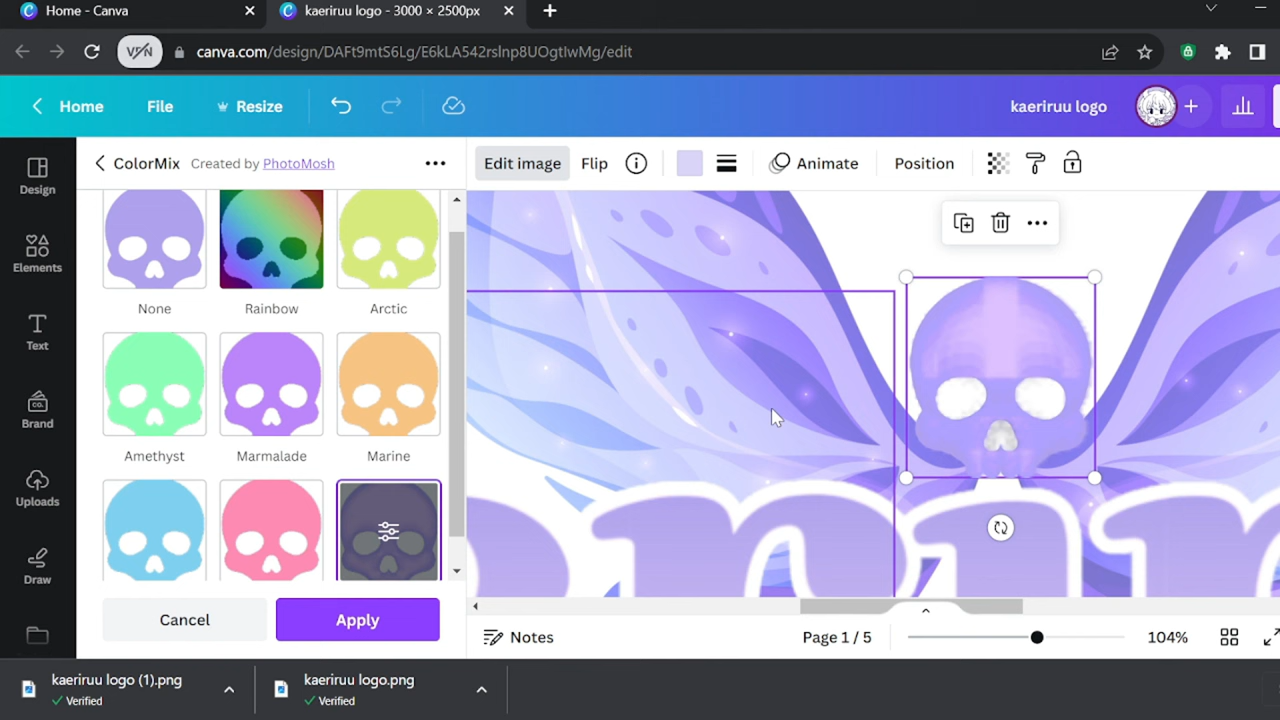 Home - Canva
kaeriruu logo - 3000 × 2500px
VPN
canva.com/design/DAFt9mtS6Lg/E6kLA542rslnp8UOgtIwMg/edit
Home
File
Resize
kaeriruu logo
ColorMix Created by PhotoMosh
Edit image
Flip
Animate
Position
Design
Elements
Text
Brand
CO.
Uploads
Draw
None
Rainbow
Arctic
Amethyst
Marmalade
Marine
Cancel
Apply
Notes
Page 1 / 5
104%
kaeriruu logo (1).png
Verified
kaeriruu logo.png
Verified